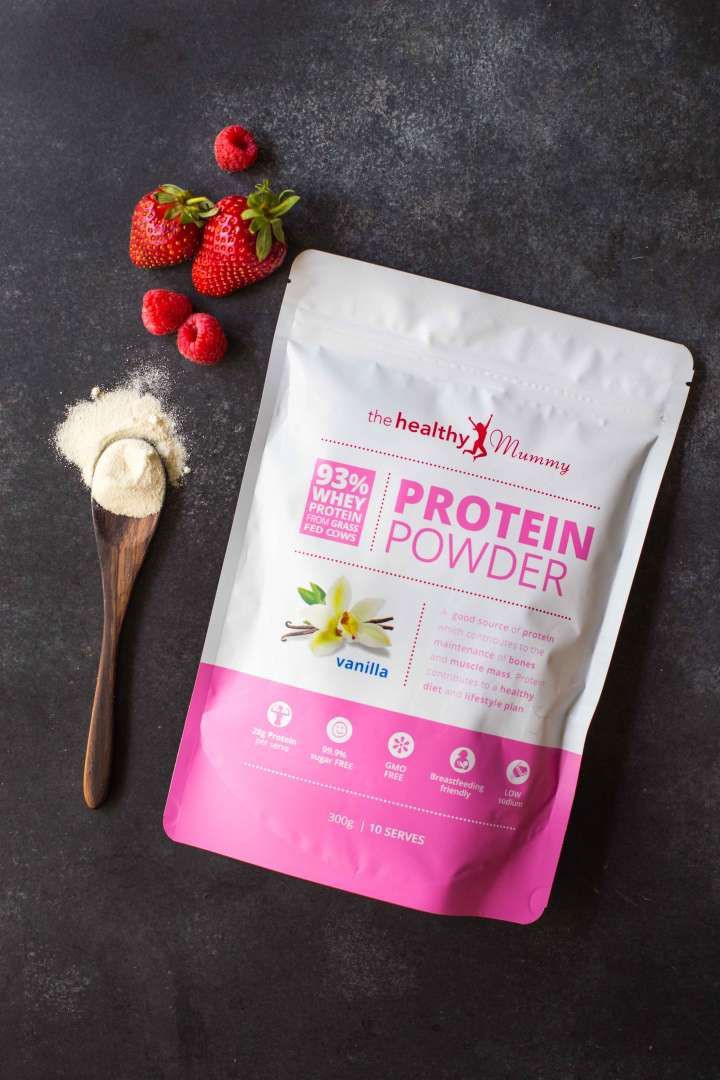 the healthy Mummy
93%
WHEY
PROTEIN
FROM GRASS
FED COWS
PROTEIN
POWDER
vanilla
A good source of protein
which contributes to the
maintenance of bones
and muscle mass. Protein
contributes to a healthy
diet and lifestyle plan
28g Protein
per serve
99.9%
sugar FREE
GMO
FREE
Breastfeeding
friendly
LOW
sodium
300g | 10 SERVES